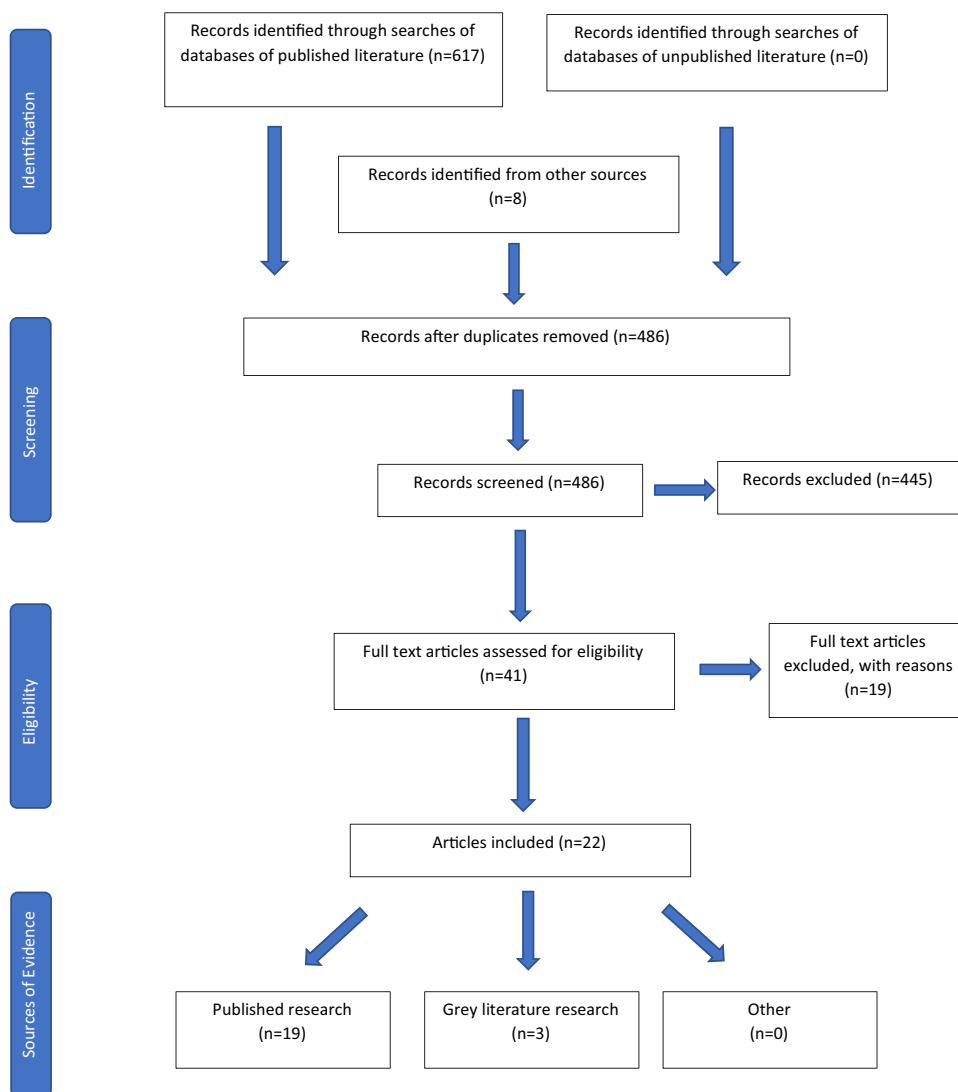 Identification
Records identified through searches of
databases of published literature (n=617)
Records identified through searches of
databases of unpublished literature (n=0)
Records identified from other sources
(n=8)
Screening
Records after duplicates removed (n=486)
Records screened (n=486)
Records excluded (n=445)
Eligibility
Full text articles assessed for eligibility
(n=41)
Full text articles
excluded, with reasons
(n=19)
Articles included (n=22)
Sources of Evidence
Published research
(n=19)
Grey literature research
(n=3)
Other
(n=0)